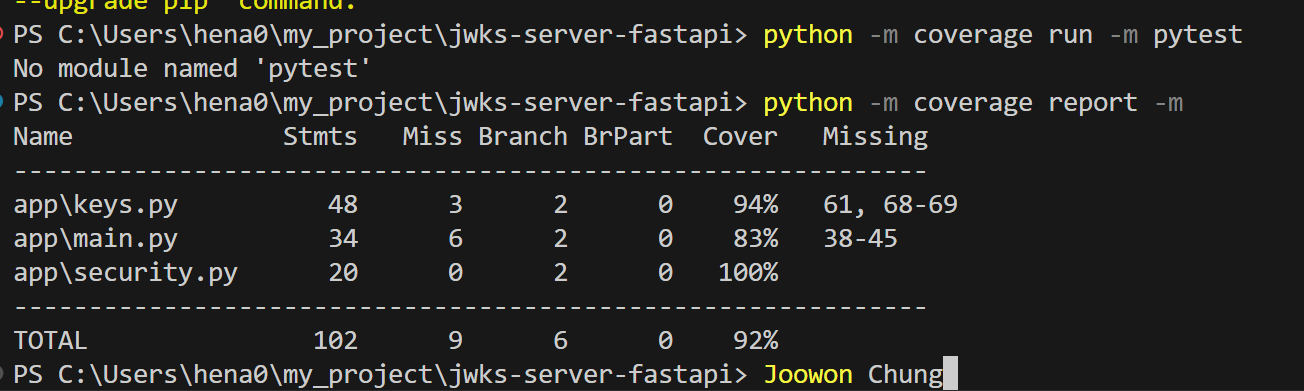 --upgrade pip" command.
PS C:\Users\hena0\my_project\jwks-server-fastapi> python -m coverage run -m pytest
No module named 'pytest'
PS C:\Users\hena0\my_project\jwks-server-fastapi> python -m coverage report -m
Name              Stmts   Miss Branch BrPart  Cover   Missing
-------------------------------------------------------------
app\keys.py          48      3      2      0    94%   61, 68-69
app\main.py          34      6      2      0    83%   38-45
app\security.py      20      0      2      0   100%
-------------------------------------------------------------
TOTAL               102      9      6      0    92%
PS C:\Users\hena0\my_project\jwks-server-fastapi> Joowon Chung